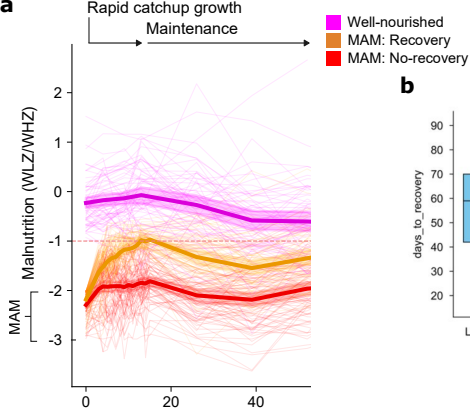 a
Rapid catchup growth
Maintenance
Well-nourished
MAM: Recovery
MAM: No-recovery
Malnutrition (WLZ/WHZ)
MAM
2
1
0
-1
-2
-3
0
20
40
b
days_to_recovery
90
80
70
60
50
40
30
20
L